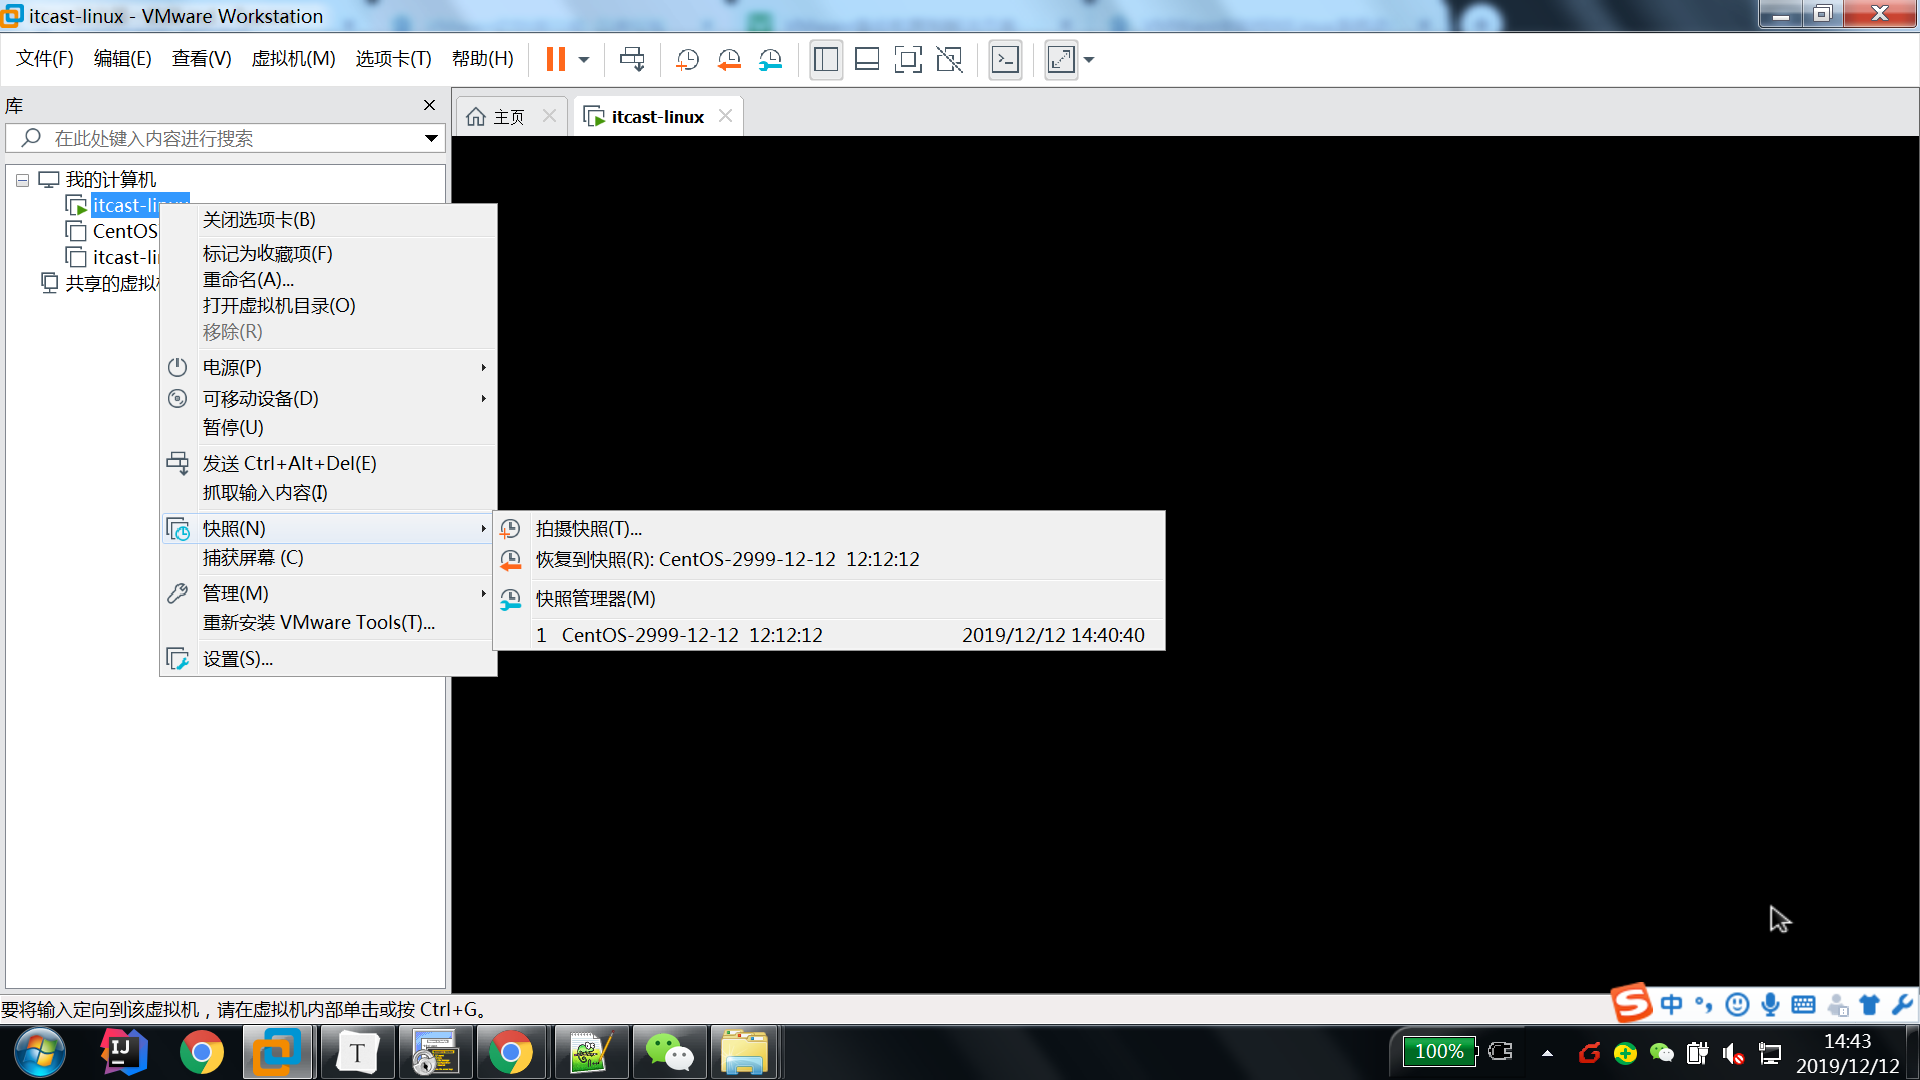 itcast-linux - VMware Workstation
文件(F) 编辑(E) 查看(V) 虚拟机(M) 选项卡(T) 帮助(H)
库
在此处键入内容进行搜索
主页
itcast-linux
我的计算机
itcast-linux
CentOS
itcast-li
共享的虚拟
关闭选项卡(B)
标记为收藏项(F)
重命名(A)...
打开虚拟机目录(O)
移除(R)
电源(P)
可移动设备(D)
暂停(U)
发送 Ctrl+Alt+Del(E)
抓取输入内容(I)
快照(N)
捕获屏幕 (C)
管理(M)
重新安装 VMware Tools(T)...
设置(S)...
拍摄快照(T)...
恢复到快照(R): CentOS-2999-12-12 12:12:12
快照管理器(M)
1 CentOS-2999-12-12 12:12:12 2019/12/12 14:40:40
要将输入定向到该虚拟机，请在虚拟机内部单击或按 Ctrl+G。
中
IJ
T
100%
14:43
2019/12/12